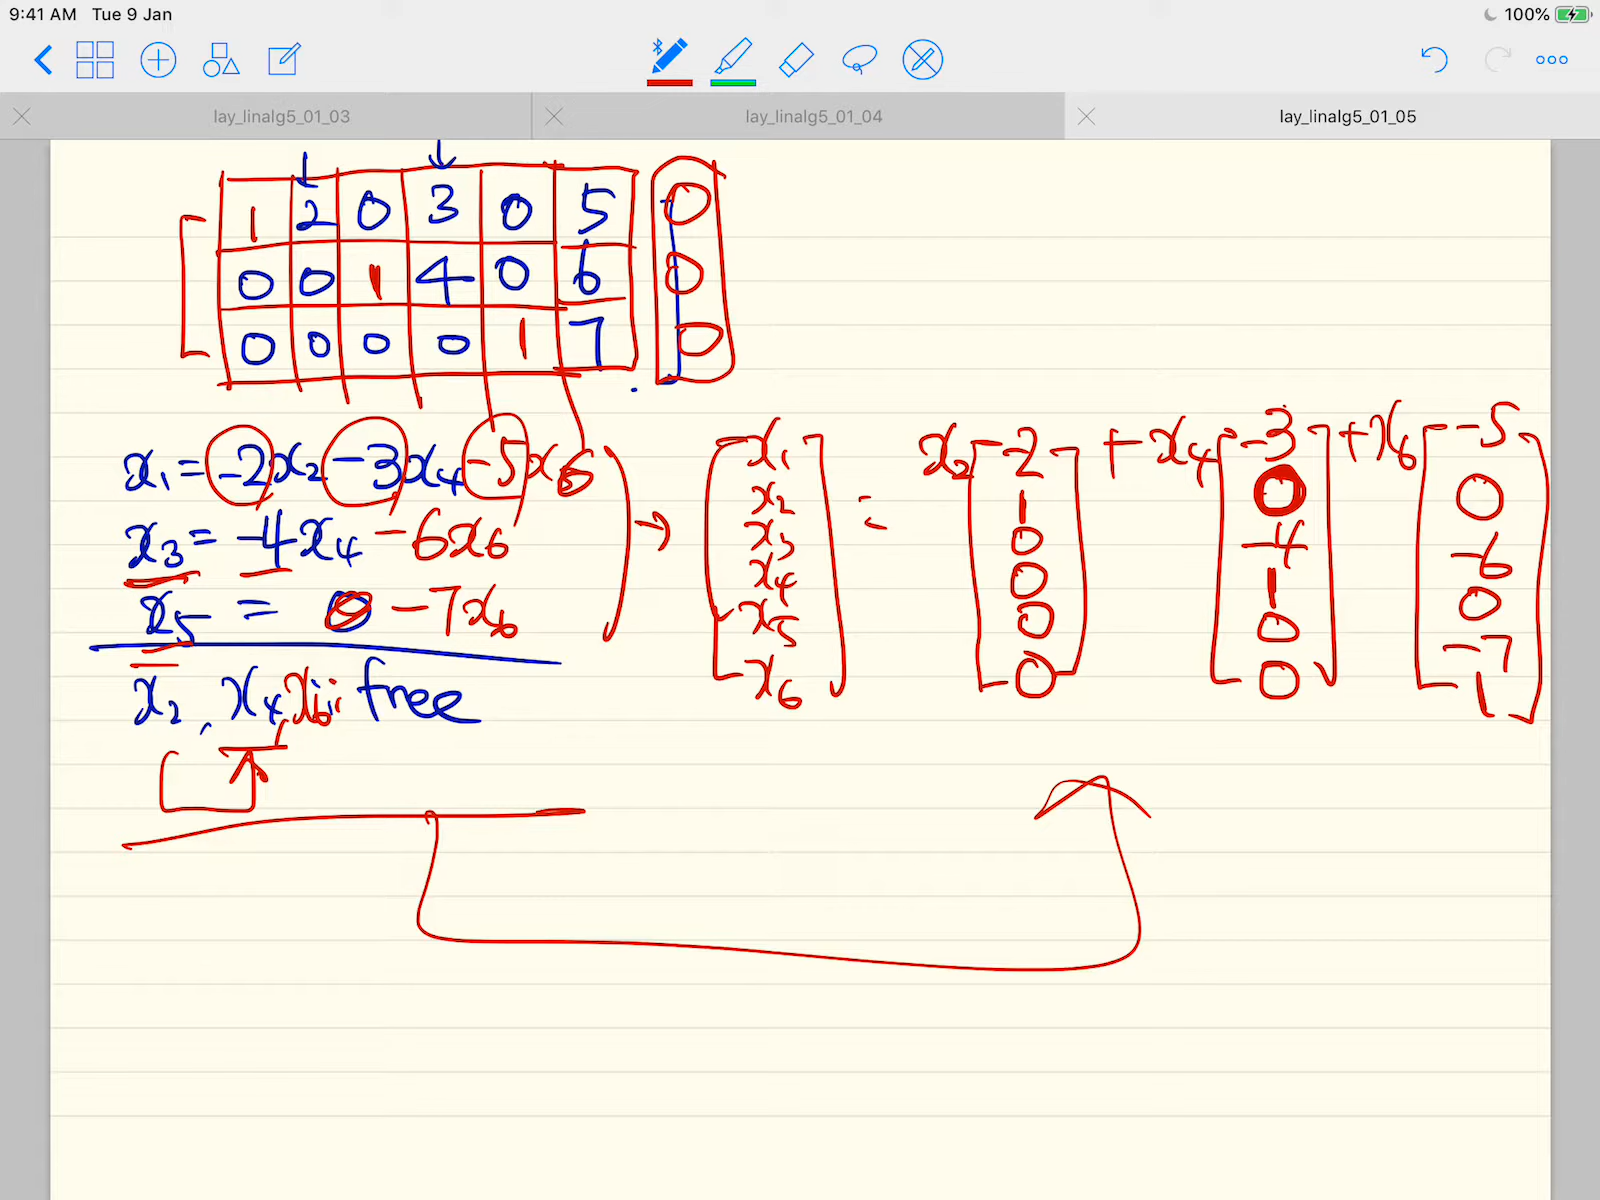 9:41 AM Tue 9 Jan 100%
lay_linalg5_01_03 lay_linalg5_01_04 lay_linalg5_01_05
1 2 0 3 0 5 0
0 0 1 4 0 6 0
0 0 0 0 1 7 0
x₁ = -2x₂ -3x₄ -5x₆
x₃ = -4x₄ -6x₆
x₅ = 0 -7x₆
x₂, x₄, x₆ free
→
x₁
x₂
x₃
x₄
x₅
x₆
=
x₂
-2
1
0
0
0
0
+x₄
-3
0
-4
1
0
0
+x₆
-5
0
-6
0
-7
1